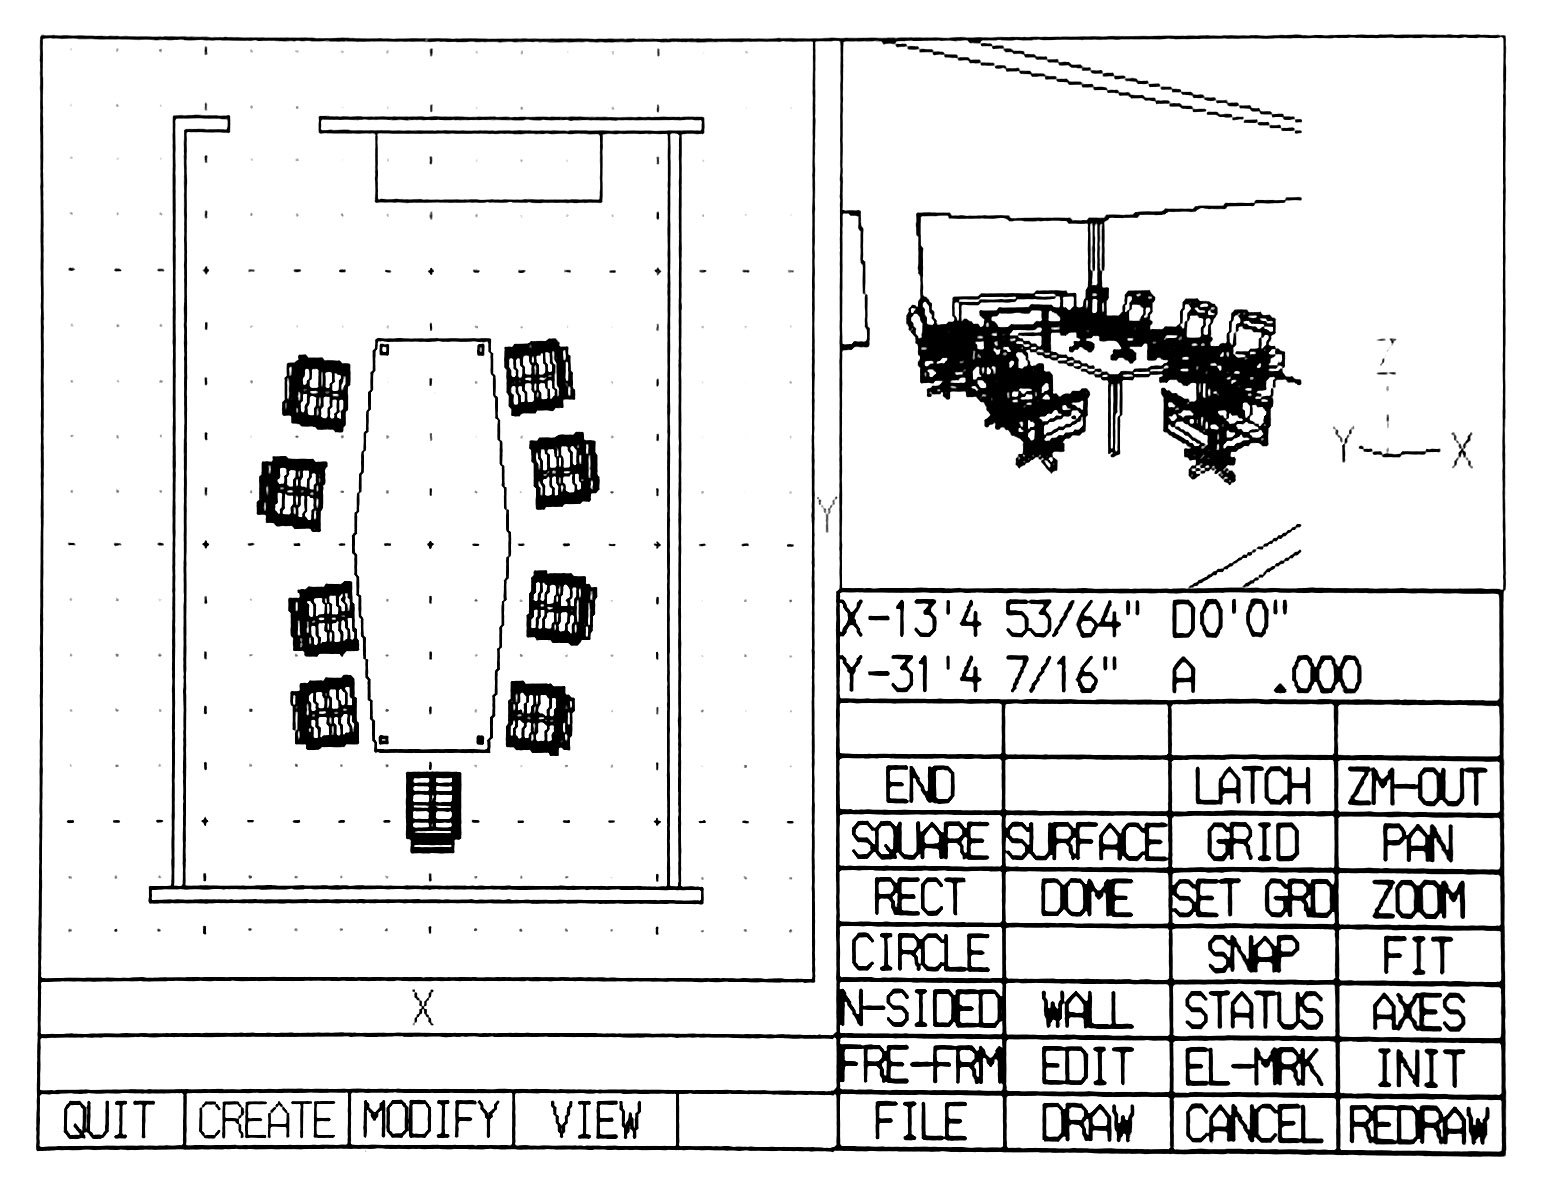 Y
X
Z
Y X
X-13'4 53/64" D0'0"
Y-31'4 7/16" A .000
END LATCH ZM-OUT
SQUARE SURFACE GRID PAN
RECT DOME SET GRD ZOOM
CIRCLE SNAP FIT
N-SIDED WALL STATUS AXES
FRE-FRM EDIT EL-MRK INIT
FILE DRAW CANCEL REDRAW
QUIT CREATE MODIFY VIEW